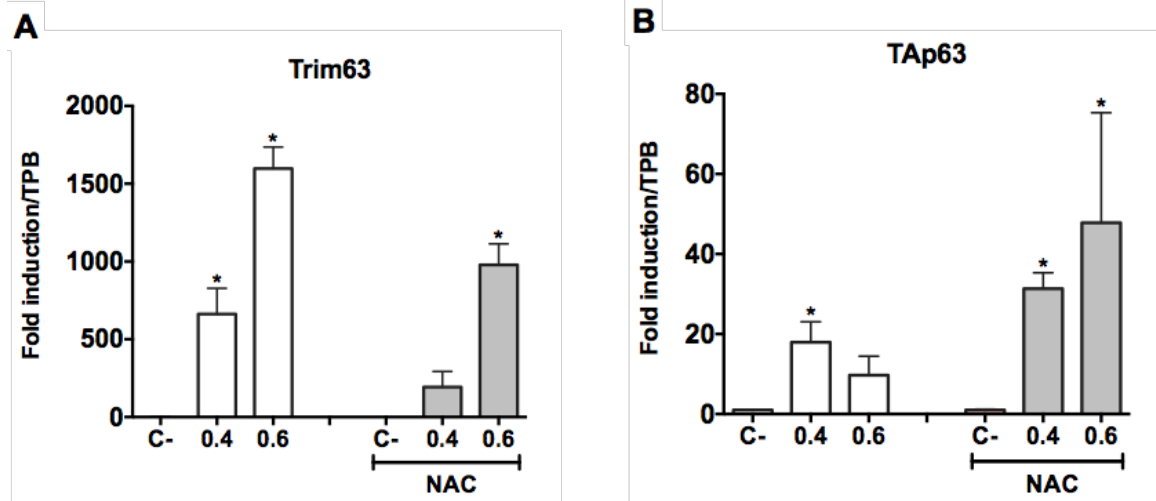 A
Trim63
Fold induction/TPB
2000
1500
1000
500
0
* * *
C- 0.4 0.6 C- 0.4 0.6
NAC
B
TAp63
Fold induction/TPB
80
60
40
20
0
* * *
C- 0.4 0.6 C- 0.4 0.6
NAC